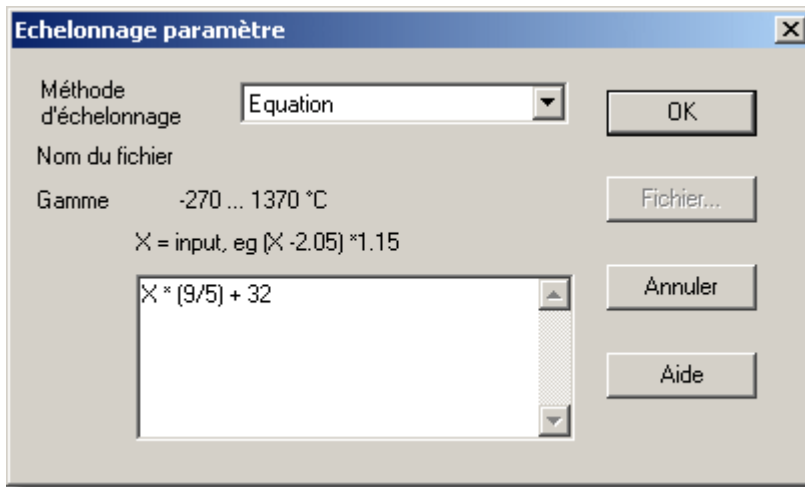 Echelonnage paramètre
Méthode
d'échelonnage
Equation
OK
Nom du fichier
Gamme -270 ... 1370 °C
Fichier...
X = input, eg (X -2.05) *1.15
X * (9/5) + 32
Annuler
Aide